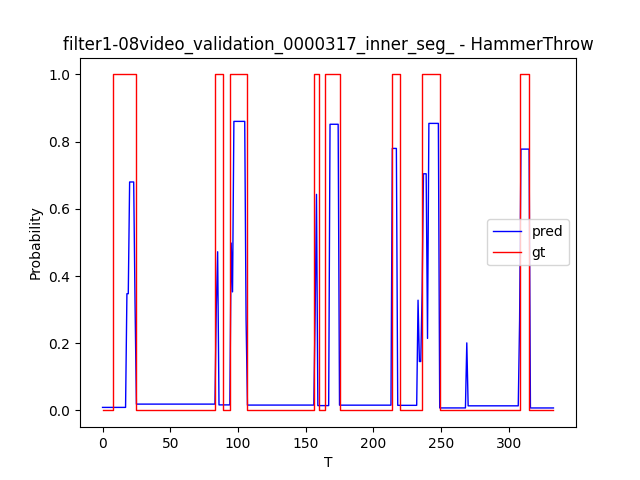 filter1-08video_validation_0000317_inner_seg_ - HammerThrow
1.0
0.8
0.6
0.4
0.2
0.0
Probability
pred
gt
0 50 100 150 200 250 300
T